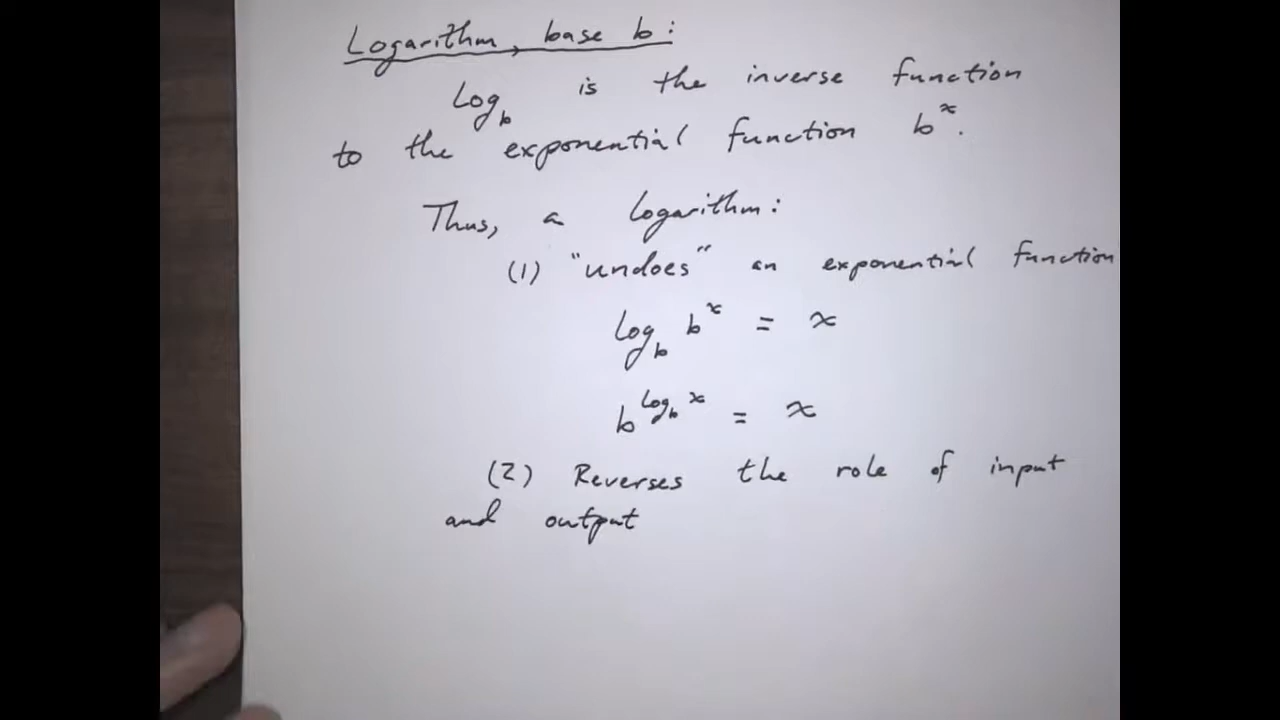 Logarithm, base b:
log_b is the inverse function
to the exponential function b^x.
Thus, a logarithm:
(1) "undoes" an exponential function
log_b b^x = x
b^(log_b x) = x
(2) Reverses the role of input
and output